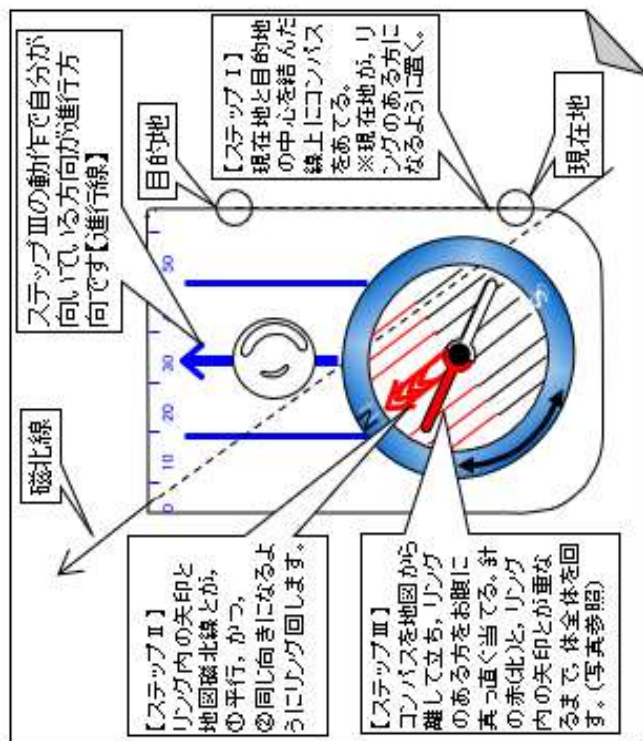 ステップⅢの動作で自分が
向いている方向が進行方
向です【進行線】
目的地
【ステップⅠ】
現在地と目的地
の中心を結んだ
線上にコンパス
をあてる。
※現在地が，リ
ングのある方に
なるように置く。
現在地
磁北線
0
10
20
30
50
N
S
【ステップⅡ】
リング内の矢印と
地図磁北線とが，
①平行，かつ，
②同じ向きになるよ
うにリング回します。
【ステップⅢ】
コンパスを地図から
離して立ち，リング
のある方をお腹に
真っ直ぐ当てる。針
の赤(北)と，リング
内の矢印とが重な
るまで，体全体を回
す。(写真参照)